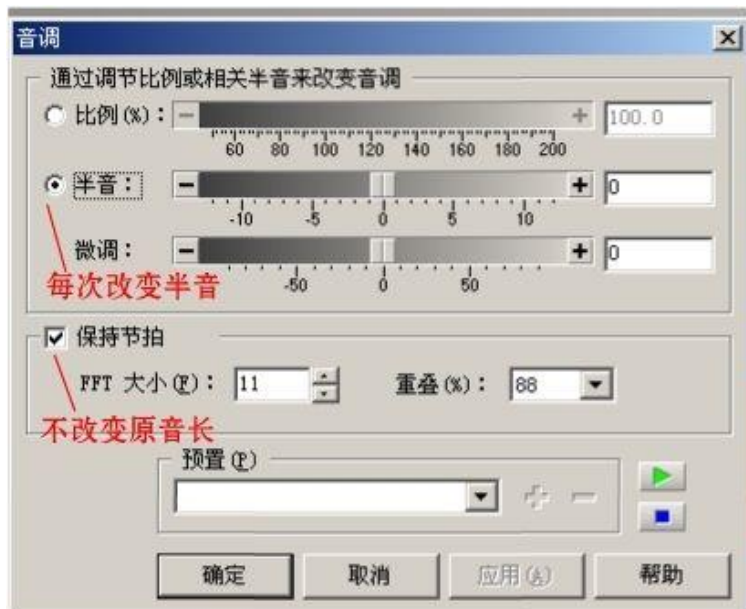 音调
通过调节比例或相关半音来改变音调
比例(%): 100.0
60 80 100 120 140 160 180 200
半音: 0
-10 -5 0 5 10
微调: 0
每次改变半音
-50 0 50
保持节拍
FFT 大小(F): 11 重叠(%): 88
不改变原音长
预置(P)
确定 取消 应用(A) 帮助